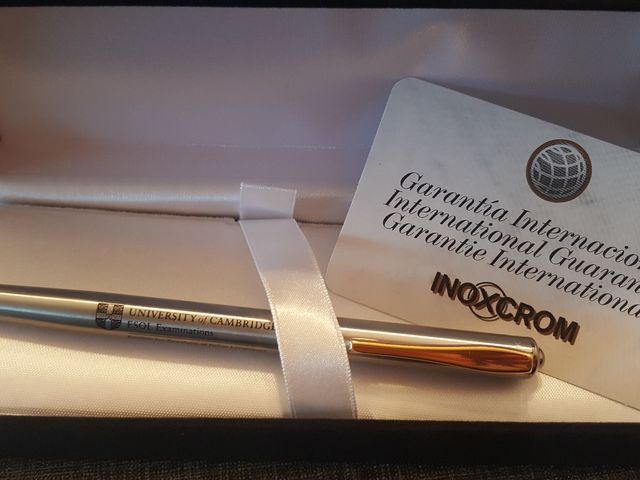 Garantía Internacio
International Guaran
Garantie Internationa
INOXCROM
UNIVERSITY of CAMBRIDGE
ESOL Examinations